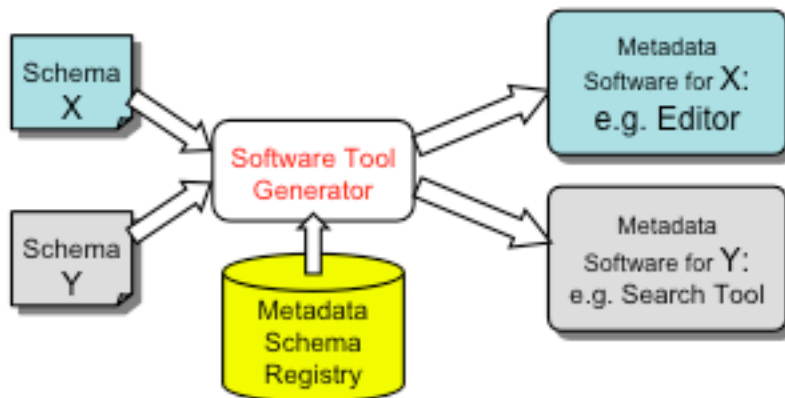 Schema
X
Schema
Y
Software Tool
Generator
Metadata
Schema
Registry
Metadata
Software for X:
e.g. Editor
Metadata
Software for Y:
e.g. Search Tool